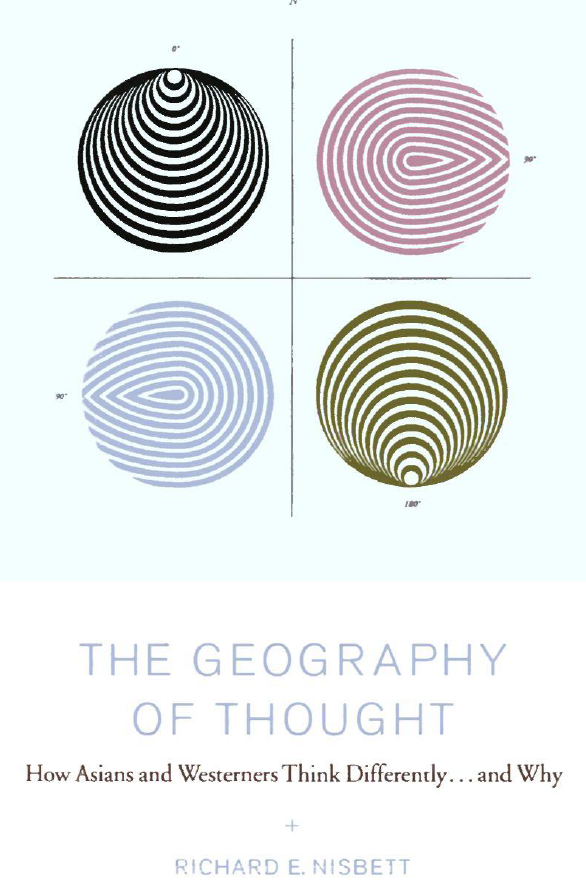 N
0°
90°
90°
180°
THE GEOGRAPHY
OF THOUGHT
How Asians and Westerners Think Differently...and Why
+
RICHARD E. NISBETT